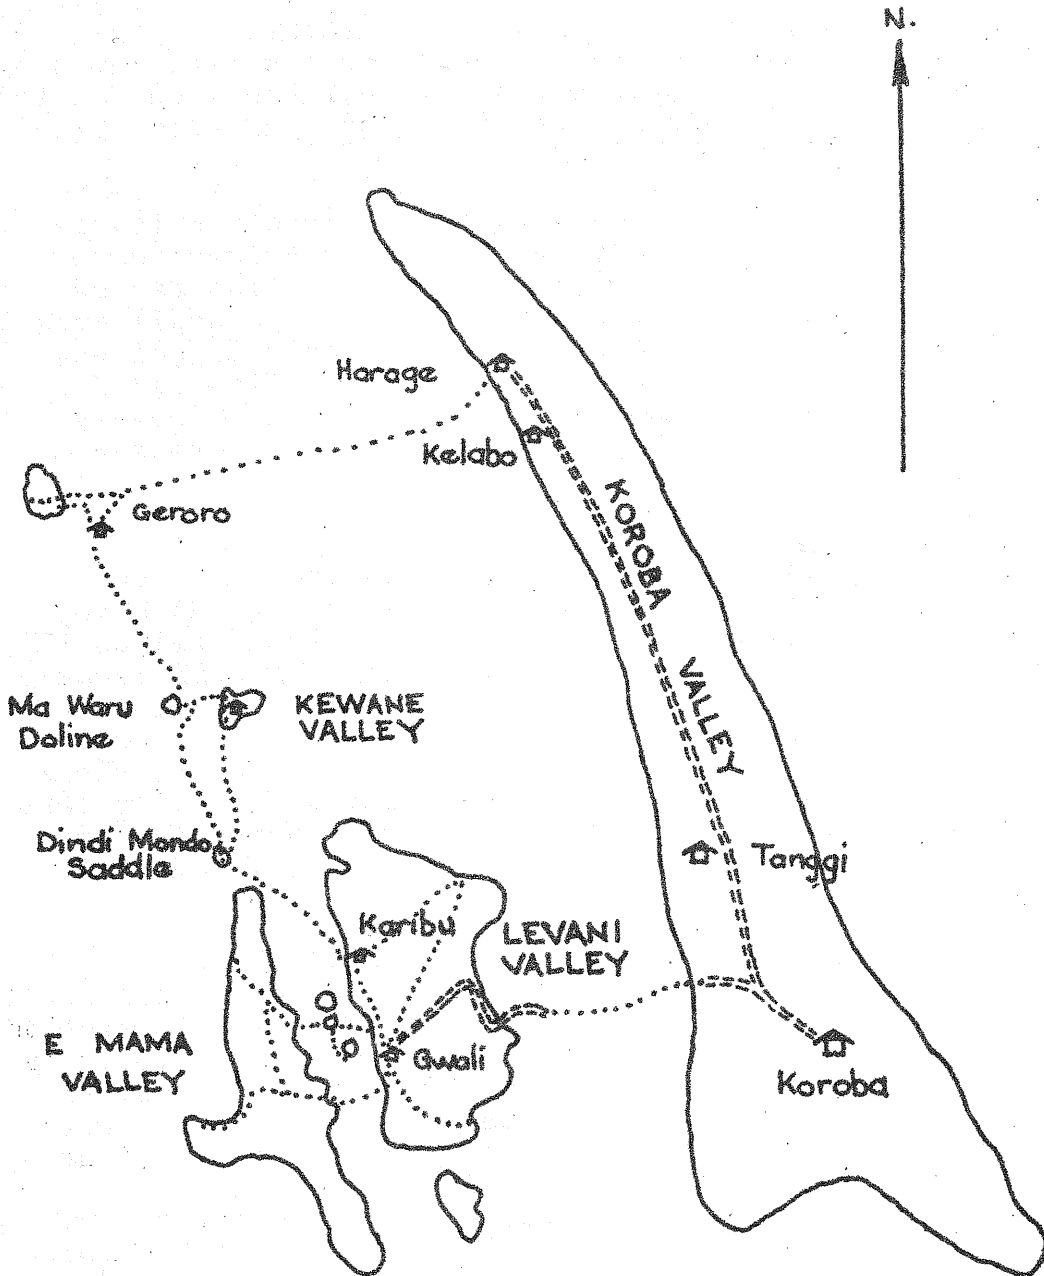 N.
Harage
Kelabo
KOROBA VALLEY
Geroro
Ma Waru
Doline
KEWANE
VALLEY
Dindi Mondo
Saddle
Tanggi
Karibu
LEVANI
VALLEY
E MAMA
VALLEY
Gwali
Koroba